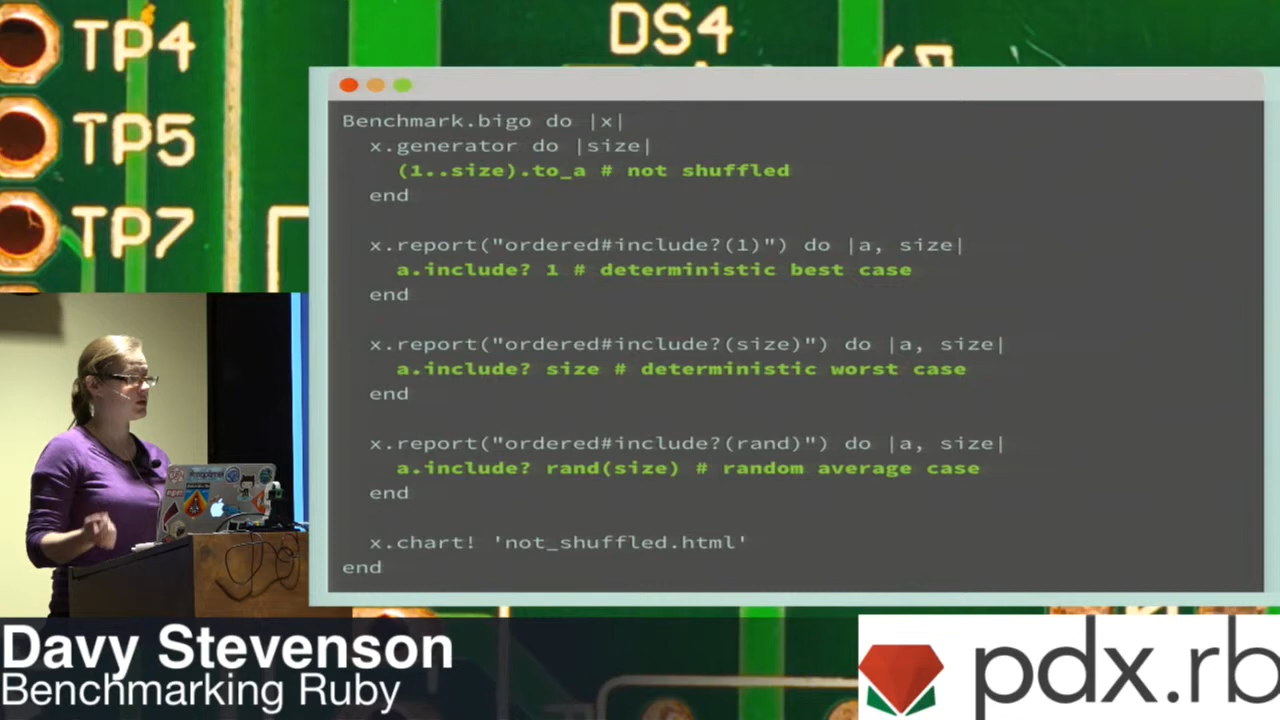 TP4
TP5
TP7
DS4
Benchmark.bigo do |x|
x.generator do |size|
(1..size).to_a # not shuffled
end
x.report("ordered#include?(1)") do |a, size|
a.include? 1 # deterministic best case
end
x.report("ordered#include?(size)") do |a, size|
a.include? size # deterministic worst case
end
x.report("ordered#include?(rand)") do |a, size|
a.include? rand(size) # random average case
end
x.chart! 'not_shuffled.html'
end
Davy Stevenson
Benchmarking Ruby
pdx.rb